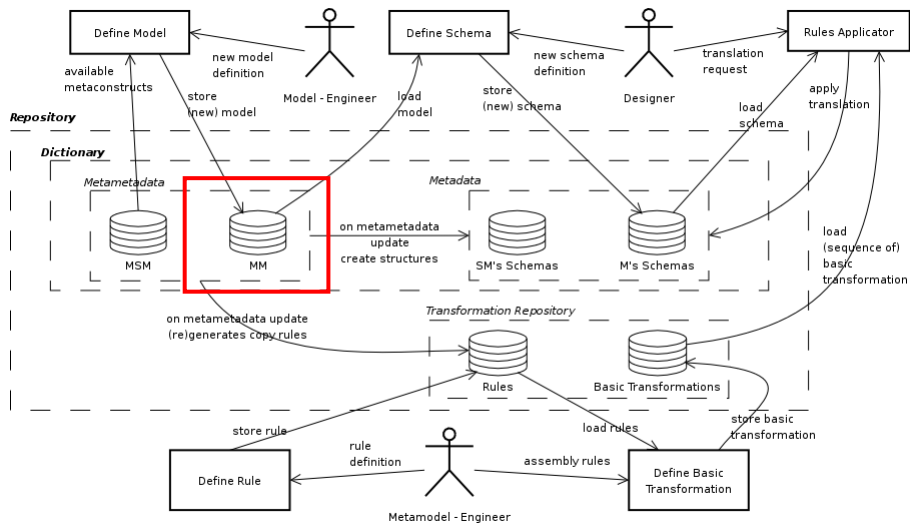 Define Model
Define Schema
Rules Applicator
available
metaconstructs
new model
definition
new schema
definition
translation
request
Model - Engineer
Designer
store
(new) model
load
model
store
(new) schema
load
schema
apply
translation
Repository
Dictionary
Metametadata
Metadata
MSM
MM
on metametadata
update
create structures
SM's Schemas
M's Schemas
load
(sequence of)
basic
transformation
on metametadata update
(re)generates copy rules
Transformation Repository
Rules
Basic Transformations
store rule
load rules
store basic
transformation
rule
definition
assembly rules
Define Rule
Define Basic
Transformation
Metamodel - Engineer